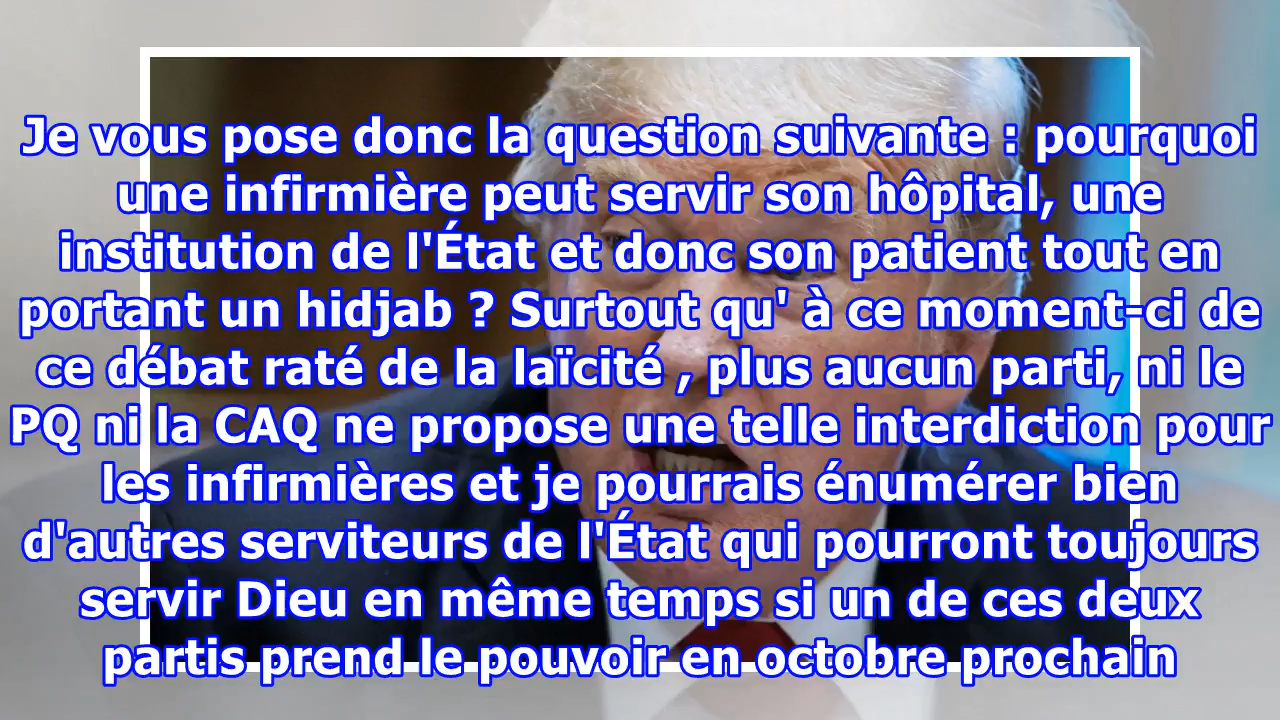 Je vous pose donc la question suivante : pourquoi
une infirmière peut servir son hôpital, une
institution de l'État et donc son patient tout en
portant un hidjab ? Surtout qu' à ce moment-ci de
ce débat raté de la laïcité , plus aucun parti, ni le
PQ ni la CAQ ne propose une telle interdiction pour
les infirmières et je pourrais énumérer bien
d'autres serviteurs de l'État qui pourront toujours
servir Dieu en même temps si un de ces deux
partis prend le pouvoir en octobre prochain